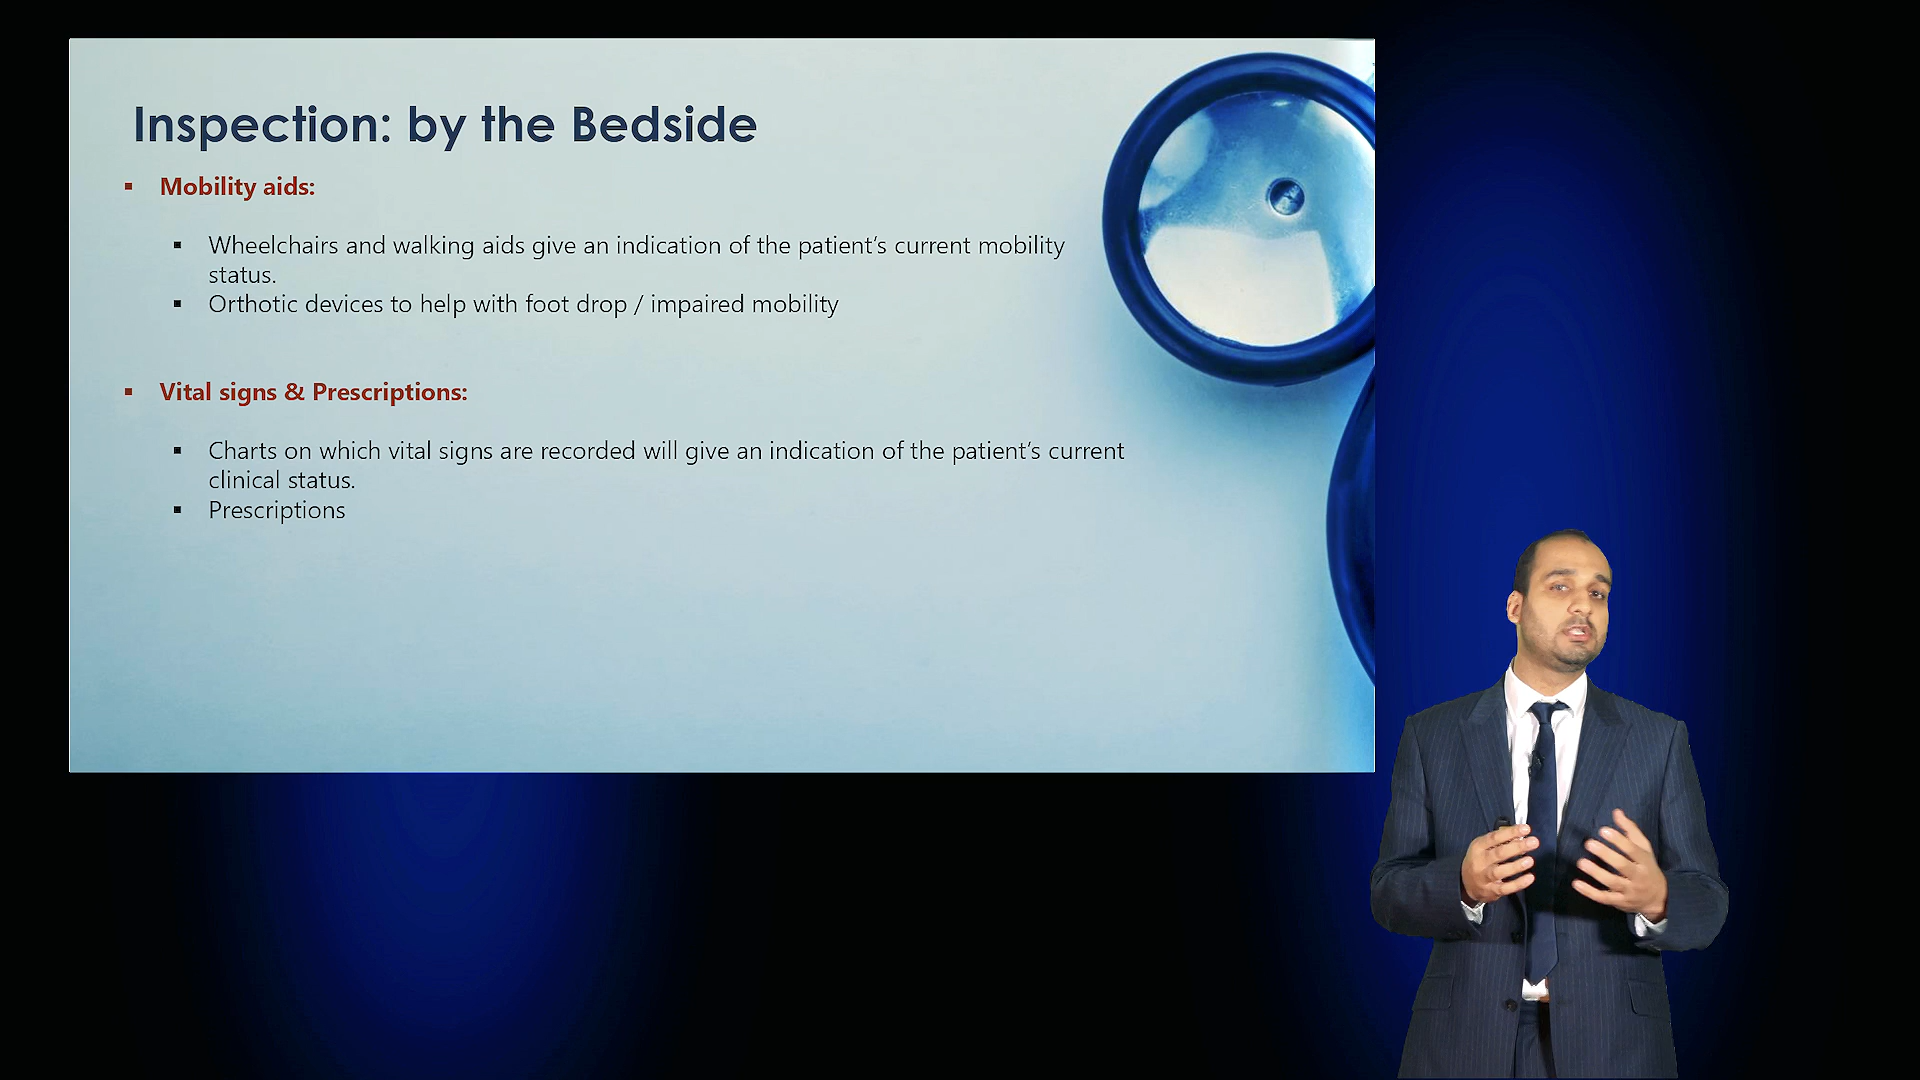 Inspection: by the Bedside
▪ Mobility aids:
▪ Wheelchairs and walking aids give an indication of the patient's current mobility
status.
▪ Orthotic devices to help with foot drop / impaired mobility
▪ Vital signs & Prescriptions:
▪ Charts on which vital signs are recorded will give an indication of the patient's current
clinical status.
▪ Prescriptions